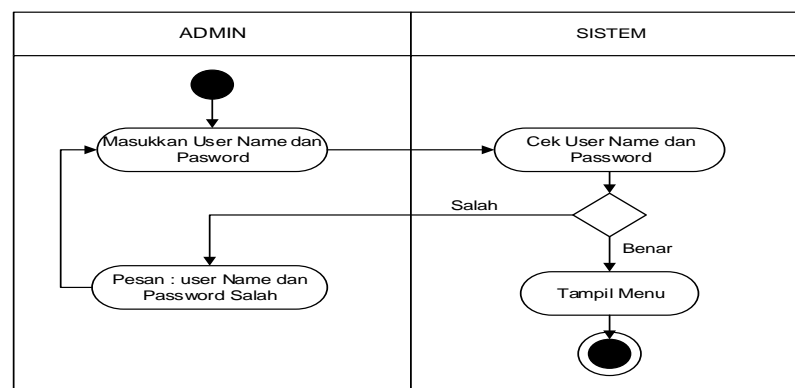 ADMIN
SISTEM
Masukkan User Name dan
Pasword
Cek User Name dan
Password
Salah
Benar
Pesan : user Name dan
Password Salah
Tampil Menu